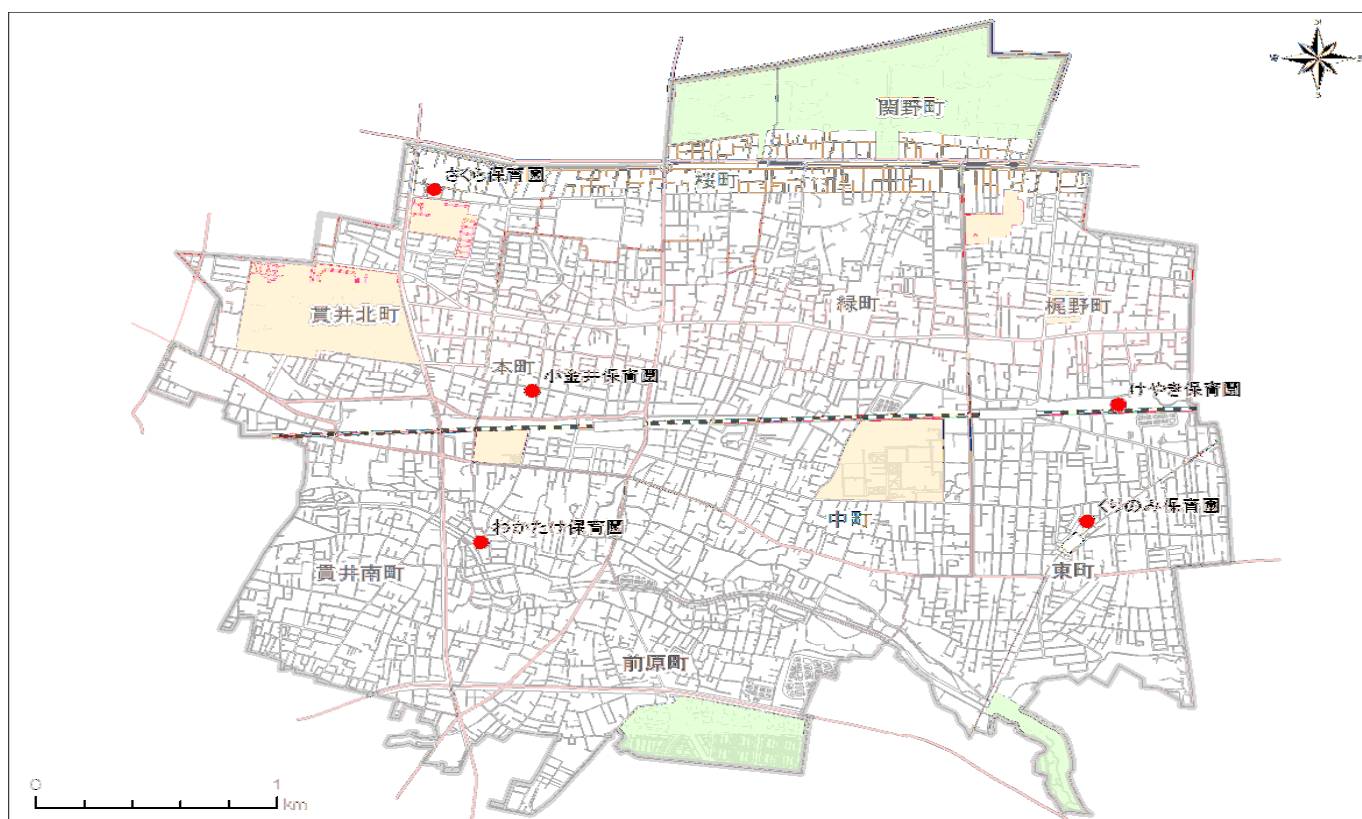 関野町
さくら保育園
桜町
貫井北町
緑町
梶野町
本町
小金井保育園
けやき保育園
わかたけ保育園
中町
くりのみ保育園
貫井南町
東町
前原町
0
1
km